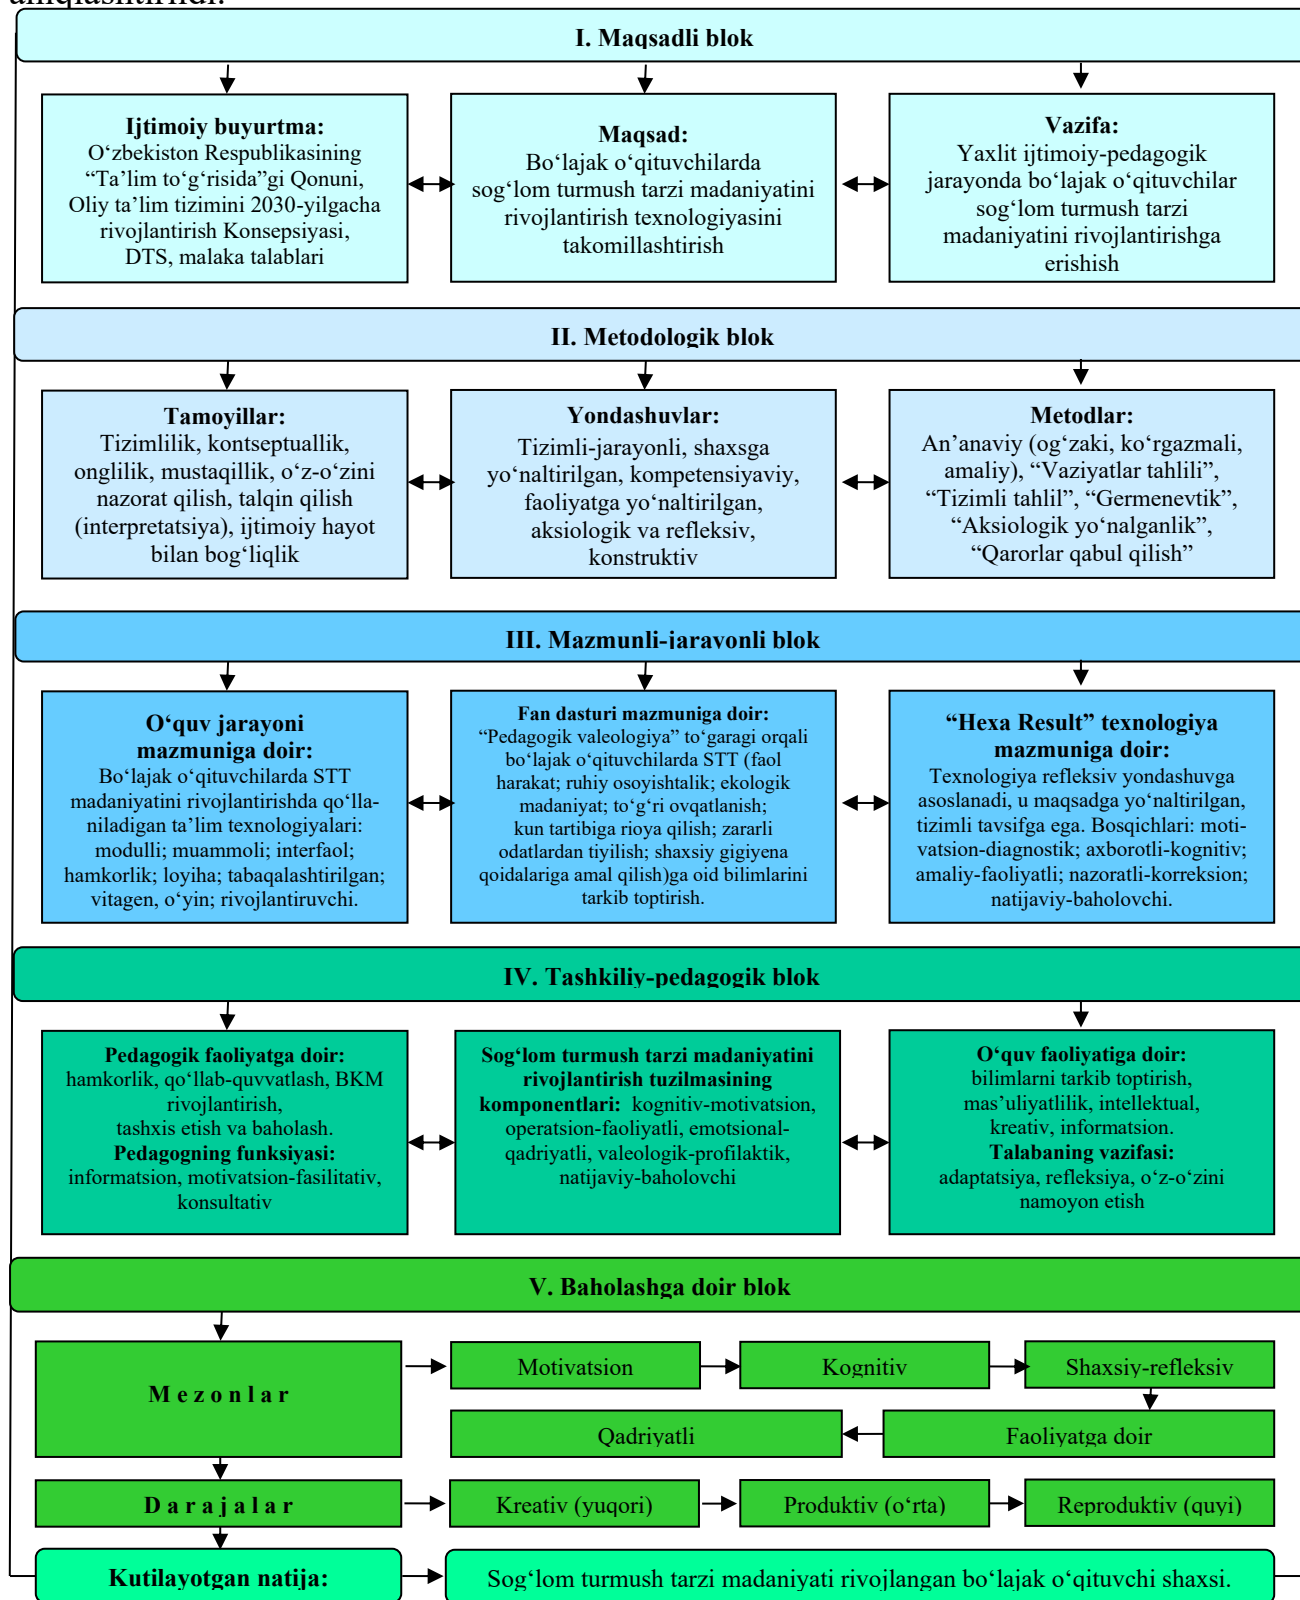 aniqlashtirildi.
I. Maqsadli blok
Ijtimoiy buyurtma:
O‘zbekiston Respublikasining
“Ta’lim to‘g‘risida”gi Qonuni,
Oliy ta’lim tizimini 2030-yilgacha
rivojlantirish Konsepsiyasi,
DTS, malaka talablari
Maqsad:
Bo‘lajak o‘qituvchilarda
sog‘lom turmush tarzi madaniyatini
rivojlantirish texnologiyasini
takomillashtirish
Vazifa:
Yaxlit ijtimoiy-pedagogik
jarayonda bo‘lajak o‘qituvchilar
sog‘lom turmush tarzi
madaniyatini rivojlantirishga
erishish
II. Metodologik blok
Tamoyillar:
Tizimlilik, kontseptuallik,
onglilik, mustaqillik, o‘z-o‘zini
nazorat qilish, talqin qilish
(interpretatsiya), ijtimoiy hayot
bilan bog‘liqlik
Yondashuvlar:
Tizimli-jarayonli, shaxsga
yo‘naltirilgan, kompetensiyaviy,
faoliyatga yo‘naltirilgan,
aksiologik va refleksiv,
konstruktiv
Metodlar:
An’anaviy (og‘zaki, ko‘rgazmali,
amaliy), “Vaziyatlar tahlili”,
“Tizimli tahlil”, “Germenevtik”,
“Aksiologik yo‘nalganlik”,
“Qarorlar qabul qilish”
III. Mazmunli-jarayonli blok
O‘quv jarayoni
mazmuniga doir:
Bo‘lajak o‘qituvchilarda STT
madaniyatini rivojlantirishda qo‘lla-
niladigan ta’lim texnologiyalari:
modulli; muammoli; interfaol;
hamkorlik; loyiha; tabaqalashtirilgan;
vitagen, o‘yin; rivojlantiruvchi.
Fan dasturi mazmuniga doir:
“Pedagogik valeologiya” to‘garagi orqali
bo‘lajak o‘qituvchilarda STT (faol
harakat; ruhiy osoyishtalik; ekologik
madaniyat; to‘g‘ri ovqatlanish;
kun tartibiga rioya qilish; zararli
odatlardan tiyilish; shaxsiy gigiyena
qoidalariga amal qilish)ga oid bilimlarini
tarkib toptirish.
“Hexa Result” texnologiya
mazmuniga doir:
Texnologiya refleksiv yondashuvga
asoslanadi, u maqsadga yo‘naltirilgan,
tizimli tavsifga ega. Bosqichlari: moti-
vatsion-diagnostik; axborotli-kognitiv;
amaliy-faoliyatli; nazoratli-korreksion;
natijaviy-baholovchi.
IV. Tashkiliy-pedagogik blok
Pedagogik faoliyatga doir:
hamkorlik, qo‘llab-quvvatlash, BKM
rivojlantirish,
tashxis etish va baholash.
Pedagogning funksiyasi:
informatsion, motivatsion-fasilitativ,
konsultativ
Sog‘lom turmush tarzi madaniyatini
rivojlantirish tuzilmasining
komponentlari: kognitiv-motivatsion,
operatsion-faoliyatli, emotsional-
qadriyatli, valeologik-profilaktik,
natijaviy-baholovchi
O‘quv faoliyatiga doir:
bilimlarni tarkib toptirish,
mas’uliyatlilik, intellektual,
kreativ, informatsion.
Talabaning vazifasi:
adaptatsiya, refleksiya, o‘z-o‘zini
namoyon etish
V. Baholashga doir blok
M e z o n l a r
Motivatsion
Kognitiv
Shaxsiy-refleksiv
Qadriyatli
Faoliyatga doir
D a r a j a l a r
Kreativ (yuqori)
Produktiv (o‘rta)
Reproduktiv (quyi)
Kutilayotgan natija:
Sog‘lom turmush tarzi madaniyati rivojlangan bo‘lajak o‘qituvchi shaxsi.